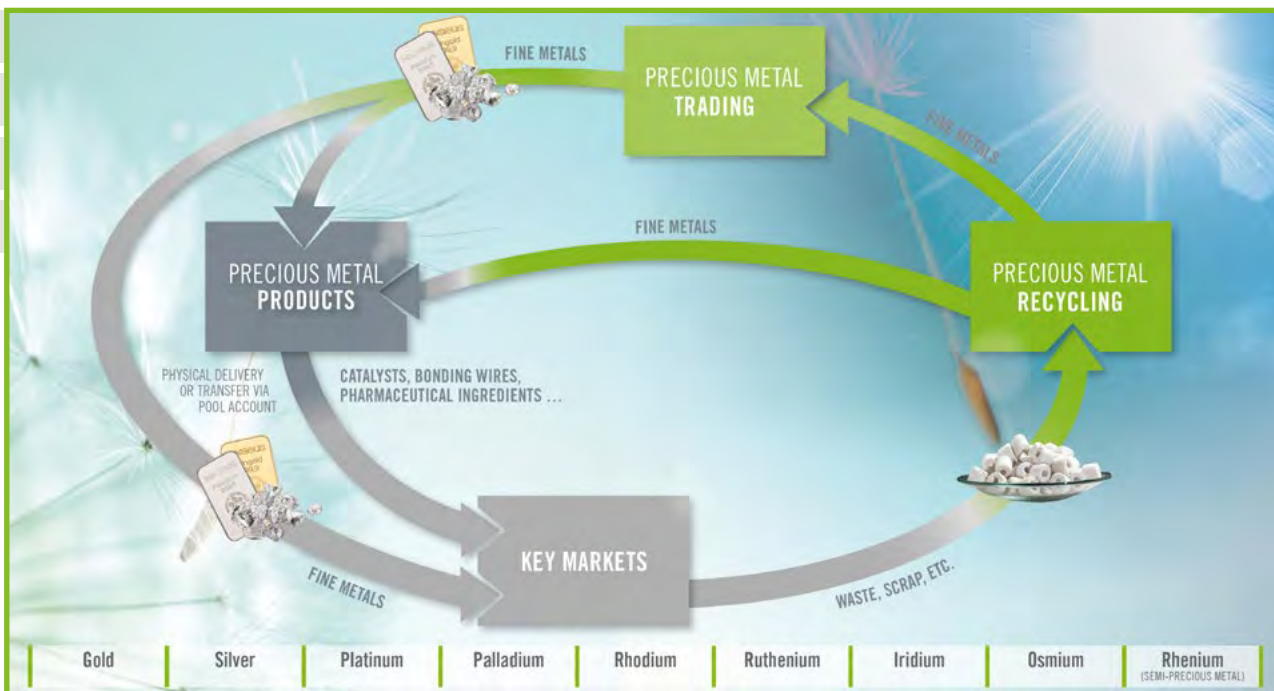 FINE METALS
PRECIOUS METAL
TRADING
FINE METALS
FINE METALS
PRECIOUS METAL
PRODUCTS
PRECIOUS METAL
RECYCLING
PHYSICAL DELIVERY
OR TRANSFER VIA
POOL ACCOUNT
CATALYSTS, BONDING WIRES,
PHARMACEUTICAL INGREDIENTS ...
KEY MARKETS
FINE METALS
WASTE, SCRAP, ETC.
Gold
Silver
Platinum
Palladium
Rhodium
Ruthenium
Iridium
Osmium
Rhenium
(SEMI-PRECIOUS METAL)